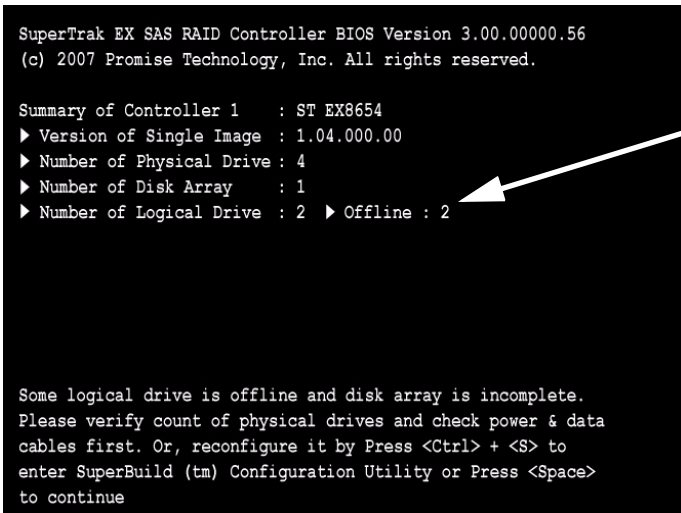 SuperTrak EX SAS RAID Controller BIOS Version 3.00.00000.56
(c) 2007 Promise Technology, Inc. All rights reserved.
Summary of Controller 1 : ST EX8654
Version of Single Image : 1.04.000.00
Number of Physical Drive : 4
Number of Disk Array : 1
Number of Logical Drive : 2 Offline : 2
Some logical drive is offline and disk array is incomplete.
Please verify count of physical drives and check power & data
cables first. Or, reconfigure it by Press <Ctrl> + <S> to
enter SuperBuild (tm) Configuration Utility or Press <Space>
to continue